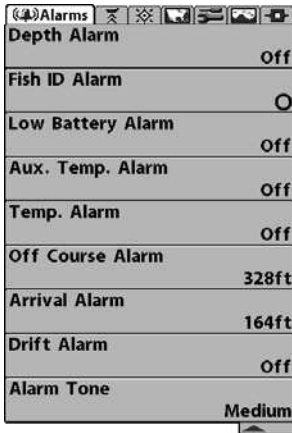 Alarms
Depth Alarm
Off
Fish ID Alarm
O
Low Battery Alarm
Off
Aux. Temp. Alarm
Off
Temp. Alarm
Off
Off Course Alarm
328ft
Arrival Alarm
164ft
Drift Alarm
Off
Alarm Tone
Medium